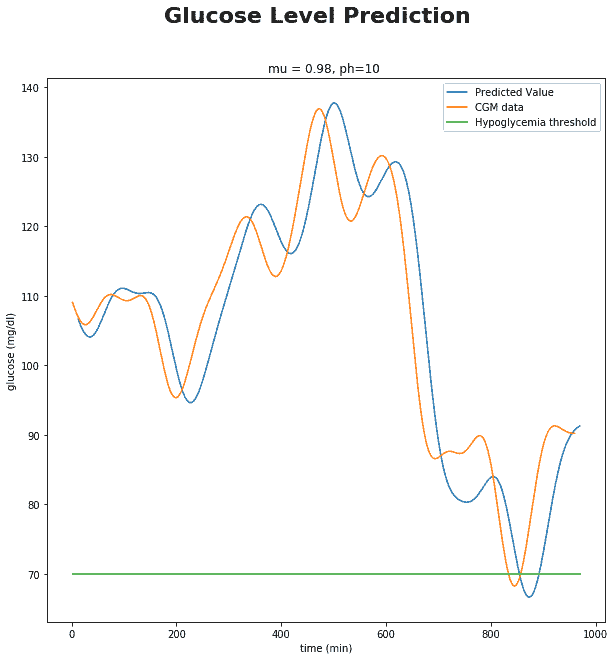 Glucose Level Prediction
mu = 0.98, ph=10
Predicted Value
CGM data
Hypoglycemia threshold
glucose (mg/dl)
140
130
120
110
100
90
80
70
0 200 400 600 800 1000
time (min)